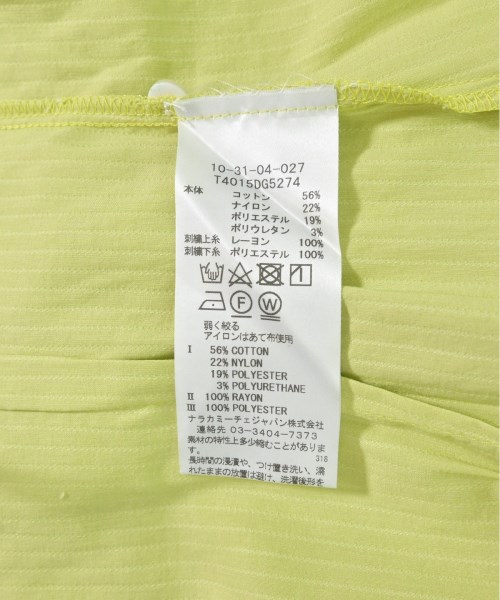 10-31-04-027
T4015DG5274
本体 コットン 56%
ナイロン 22%
ポリエステル 19%
ポリウレタン 3%
刺繍上糸 レーヨン 100%
刺繍下糸 ポリエステル 100%
F W
弱く絞る
アイロンはあて布使用
I 56% COTTON
22% NYLON
19% POLYESTER
3% POLYURETHANE
II 100% RAYON
III 100% POLYESTER
ナラカミーチェジャパン株式会社
連絡先 03-3404-7373
素材の特性上多少縮むことがありま
す。 318
長時間の浸漬や、つけ置き洗い、濡
れたままの放置は避け、洗濯後形を